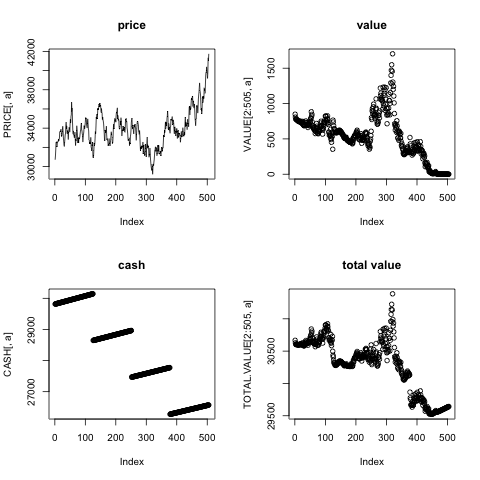 price
PRICE[, a]
30000 34000 38000 42000
0 100 200 300 400 500
Index
value
VALUE[2:505, a]
0 500 1000 1500
0 100 200 300 400 500
Index
cash
CASH[, a]
27000 29000
0 100 200 300 400 500
Index
total value
TOTAL.VALUE[2:505, a]
29500 30500
0 100 200 300 400 500
Index